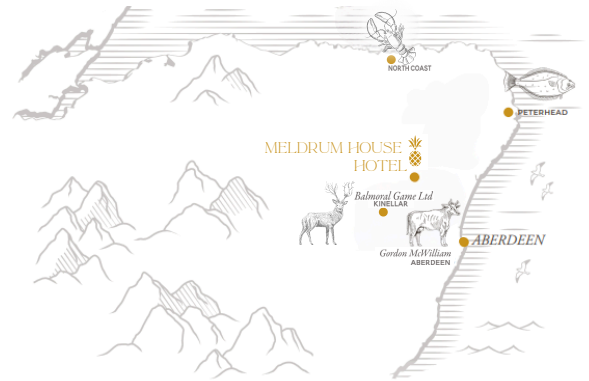 NORTH COAST
PETERHEAD
MELDRUM HOUSE
HOTEL
Balmoral Game Ltd
KINELLAR
ABERDEEN
Gordon McWilliam
ABERDEEN